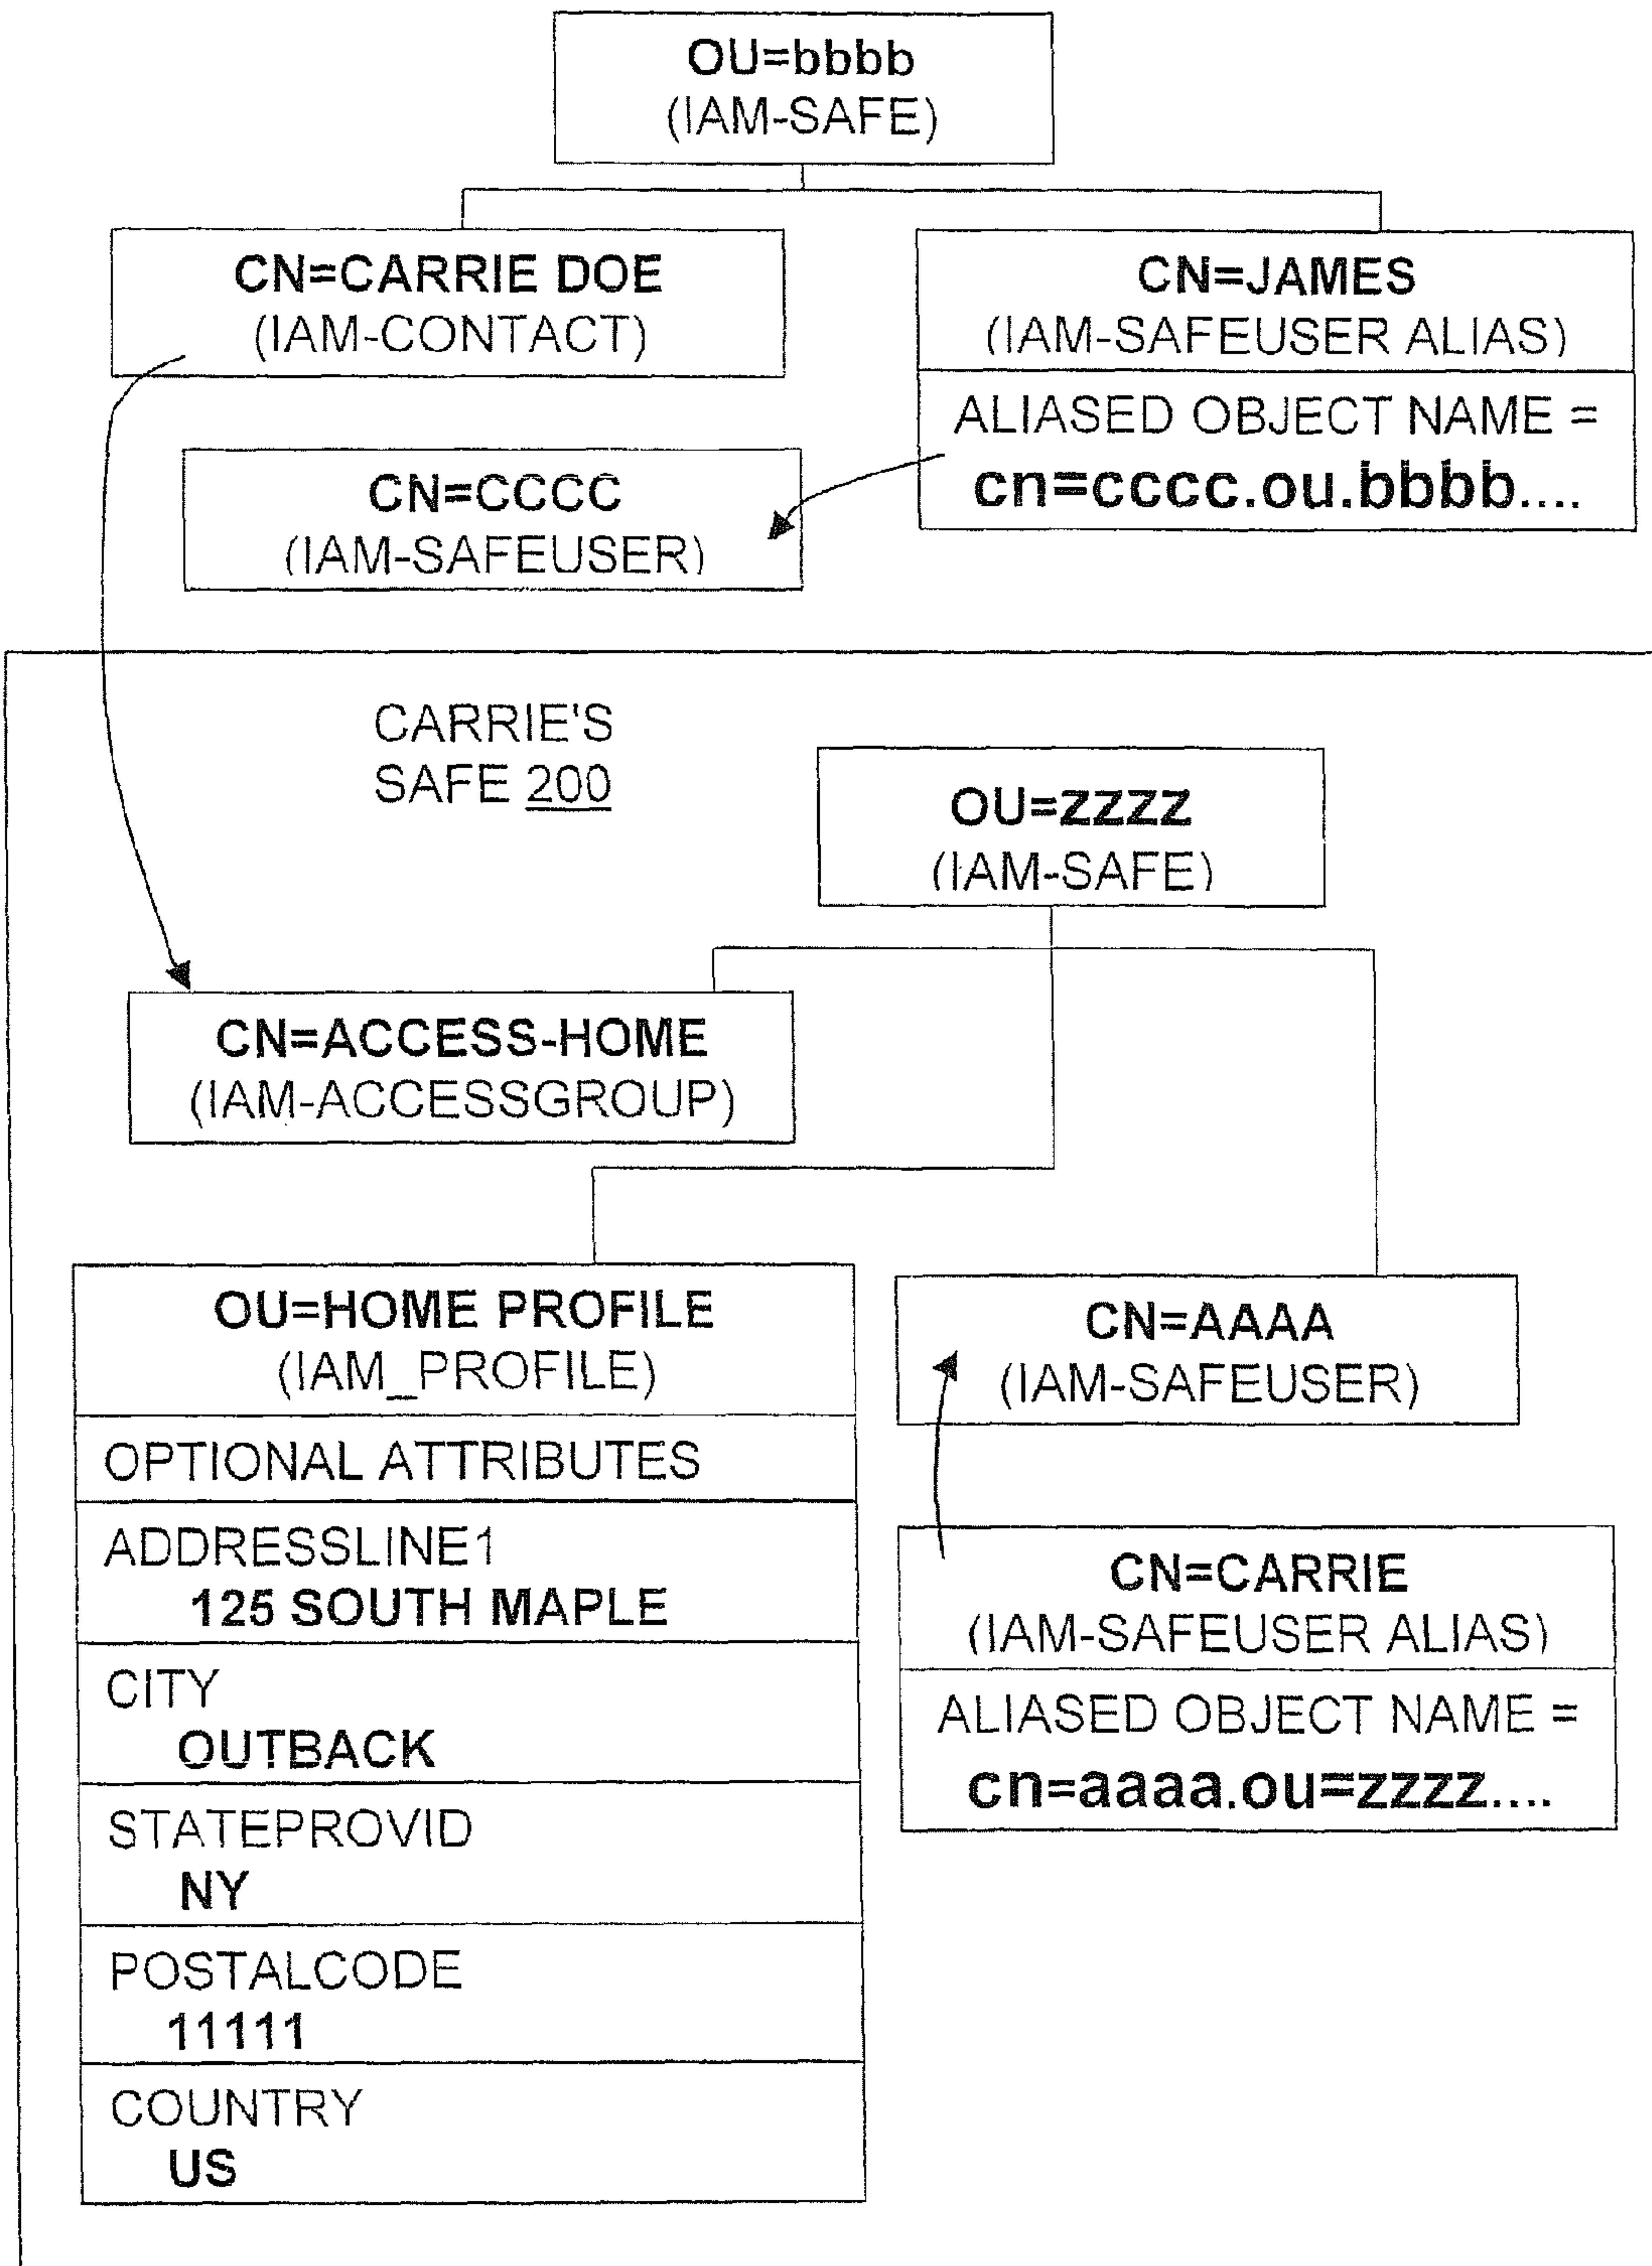 OU=bbbb
(IAM-SAFE)
CN=CARRIE DOE
(IAM-CONTACT)
CN=JAMES
(IAM-SAFEUSER ALIAS)
ALIASED OBJECT NAME =
cn=cccc.ou.bbbb....
CN=CCCC
(IAM-SAFEUSER)
CARRIE'S
SAFE 200
OU=ZZZZ
(IAM-SAFE)
CN=ACCESS-HOME
(IAM-ACCESSGROUP)
OU=HOME PROFILE
(IAM_PROFILE)
OPTIONAL ATTRIBUTES
ADDRESSLINE1
125 SOUTH MAPLE
CITY
OUTBACK
STATEPROVID
NY
POSTALCODE
11111
COUNTRY
US
CN=AAAA
(IAM-SAFEUSER)
CN=CARRIE
(IAM-SAFEUSER ALIAS)
ALIASED OBJECT NAME =
cn=aaaa.ou=zzzz....